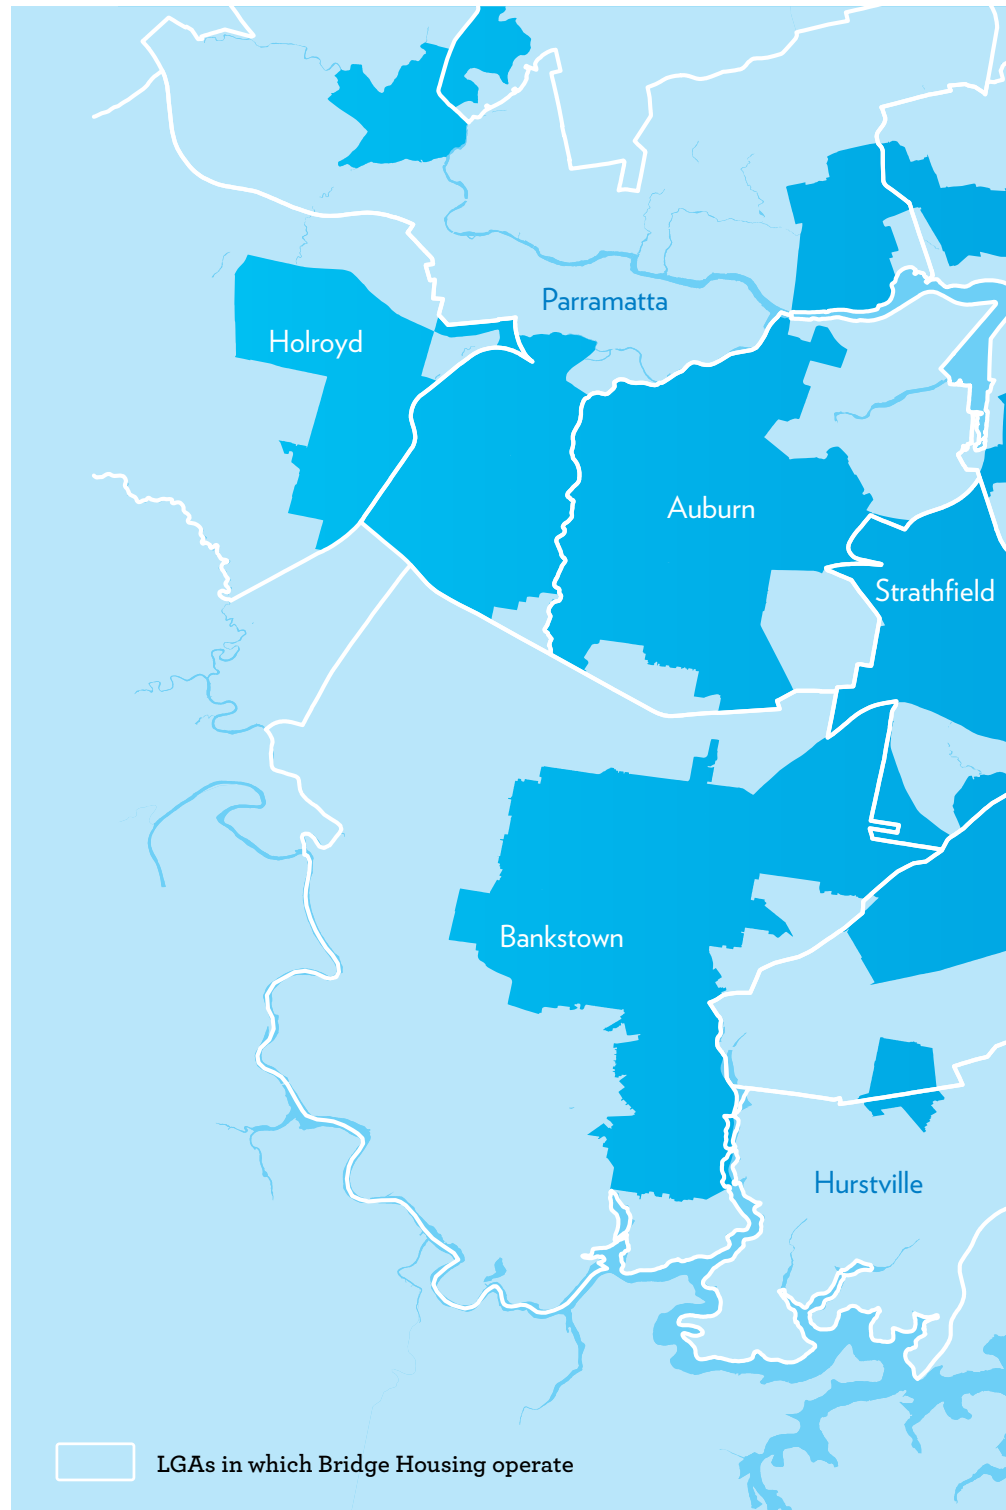 Parramatta
Holroyd
Auburn
Strathfield
Bankstown
Hurstville
LGAs in which Bridge Housing operate